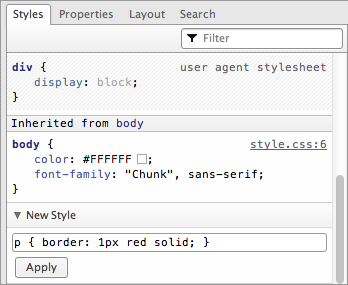 Styles Properties Layout Search
Filter
div { user agent stylesheet
display: block;
}
Inherited from body
body { style.css:6
color: #FFFFFF ;
font-family: "Chunk", sans-serif;
}
▼ New Style
p { border: 1px red solid; }
Apply